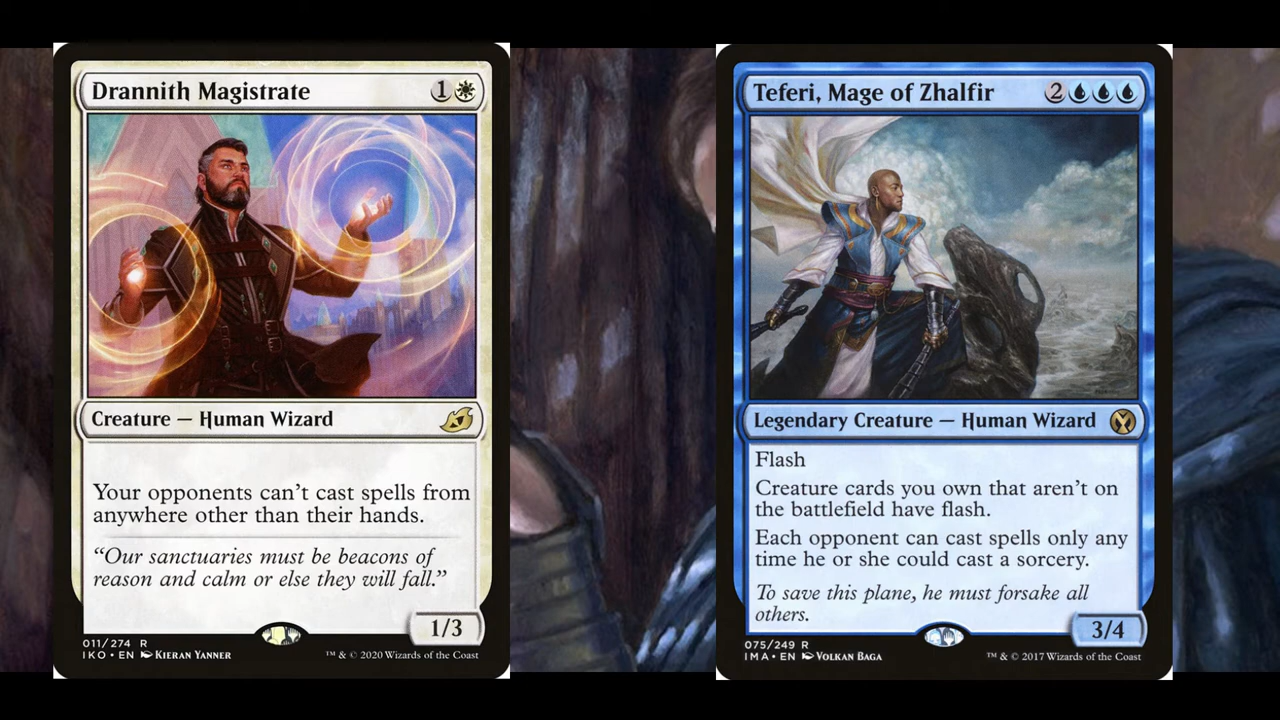 Drannith Magistrate 1
Creature — Human Wizard
Your opponents can't cast spells from
anywhere other than their hands.
“Our sanctuaries must be beacons of
reason and calm or else they will fall.”
1/3
011/274 R
IKO • EN Kieran Yanner
™ & © 2020 Wizards of the Coast
Teferi, Mage of Zhalfir 2
Legendary Creature — Human Wizard
Flash
Creature cards you own that aren't on
the battlefield have flash.
Each opponent can cast spells only any
time he or she could cast a sorcery.
To save this plane, he must forsake all
others.
3/4
075/249 R
IMA • EN Volkan Baga
™ & © 2017 Wizards of the Coast